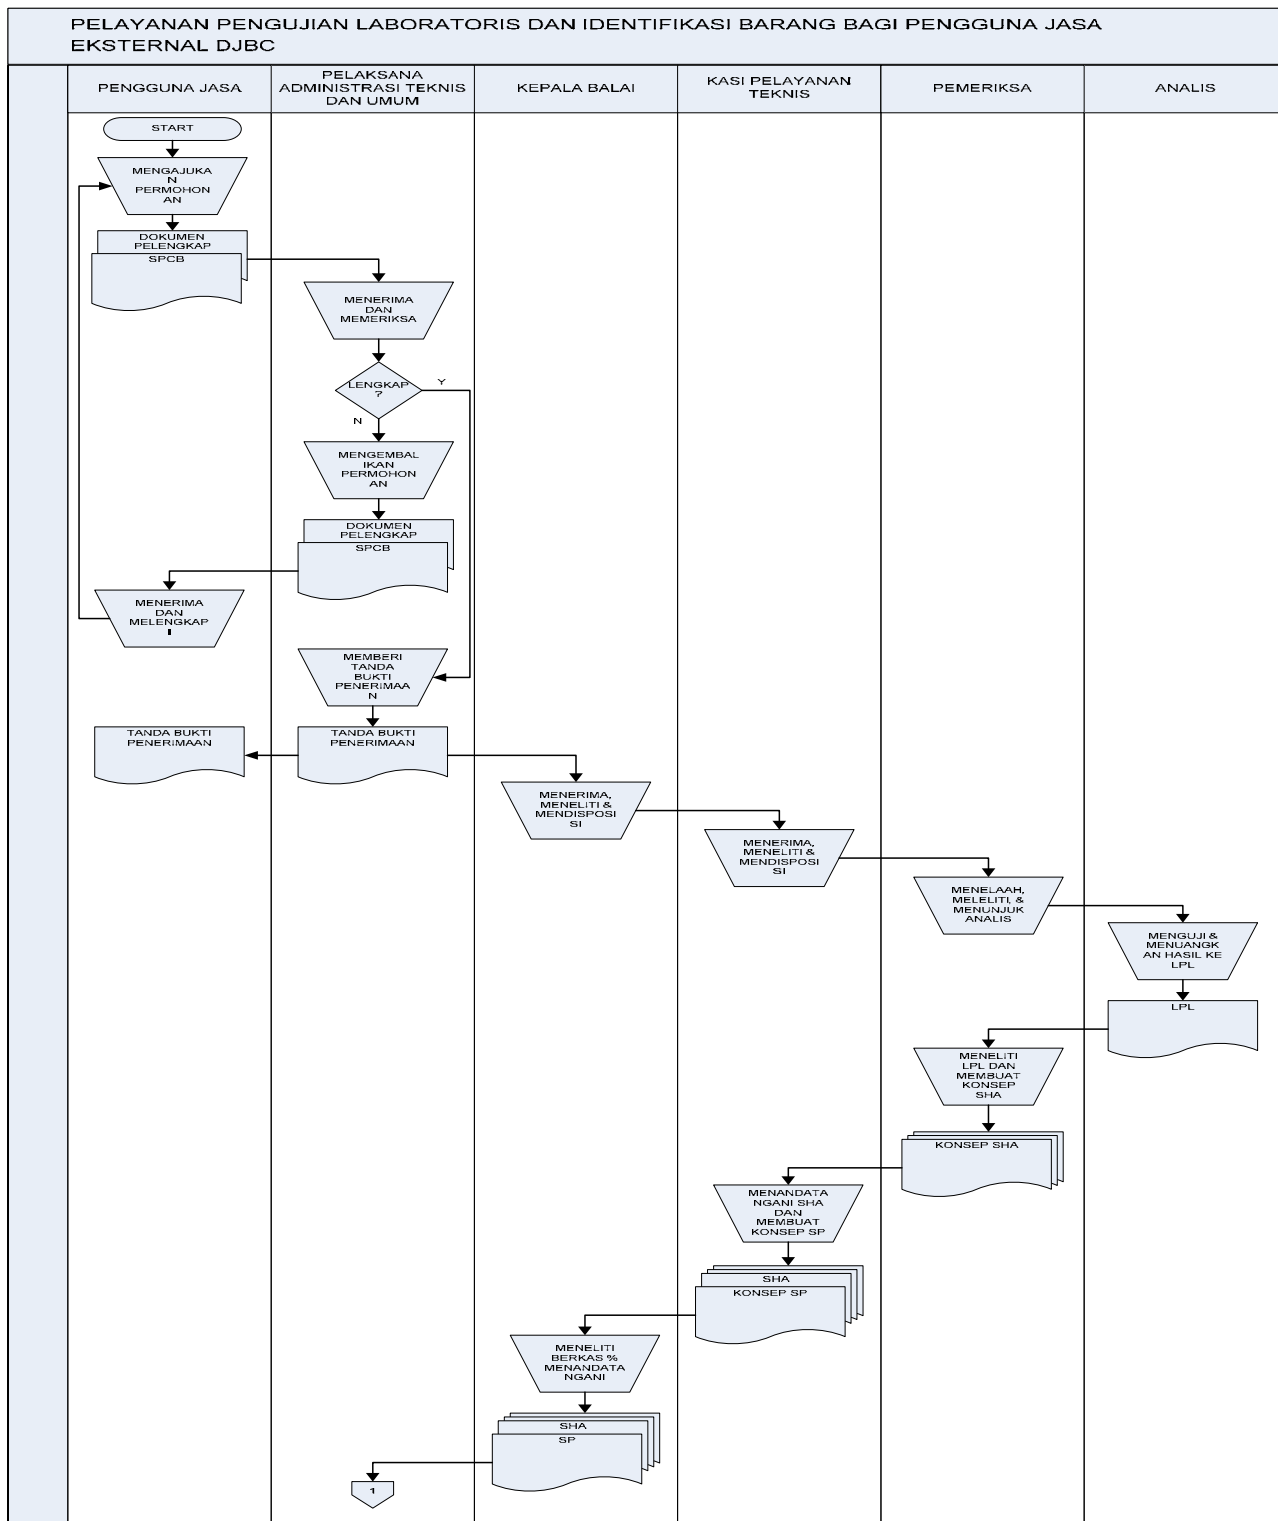 PELAYANAN PENGUJIAN LABORATORIS DAN IDENTIFIKASI BARANG BAGI PENGGUNA JASA
EKSTERNAL DJBC
PENGGUNA JASA
PELAKSANA
ADMINISTRASI TEKNIS
DAN UMUM
KEPALA BALAI
KASI PELAYANAN
TEKNIS
PEMERIKSA
ANALIS
START
MENGAJUKA
N
PERMOHON
AN
DOKUMEN
PELENGKAP
SPCB
MENERIMA
DAN
MEMERIKSA
LENGKAP
?
Y
N
MENGEMBAL
IKAN
PERMOHON
AN
DOKUMEN
PELENGKAP
SPCB
MENERIMA
DAN
MELENGKAP
I
MEMBERI
TANDA
BUKTI
PENERIMAA
N
TANDA BUKTI
PENERIMAAN
TANDA BUKTI
PENERIMAAN
MENERIMA,
MENELITI &
MENDISPOSI
SI
MENERIMA,
MENELITI &
MENDISPOSI
SI
MENELAAH,
MELELITI, &
MENUNJUK
ANALIS
MENGUJI &
MENUANGK
AN HASIL KE
LPL
LPL
MENELITI
LPL DAN
MEMBUAT
KONSEP
SHA
KONSEP SHA
MENANDATA
NGANI SHA
DAN
MEMBUAT
KONSEP SP
SHA
KONSEP SP
MENELITI
BERKAS %
MENANDATA
NGANI
SHA
SP
1